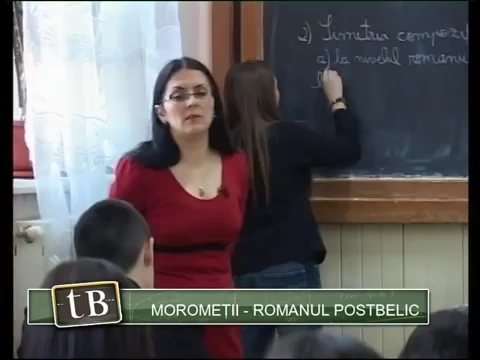 2) Simetria compozi
a) la nivelul romanu
tB
MOROMEȚII - ROMANUL POSTBELIC